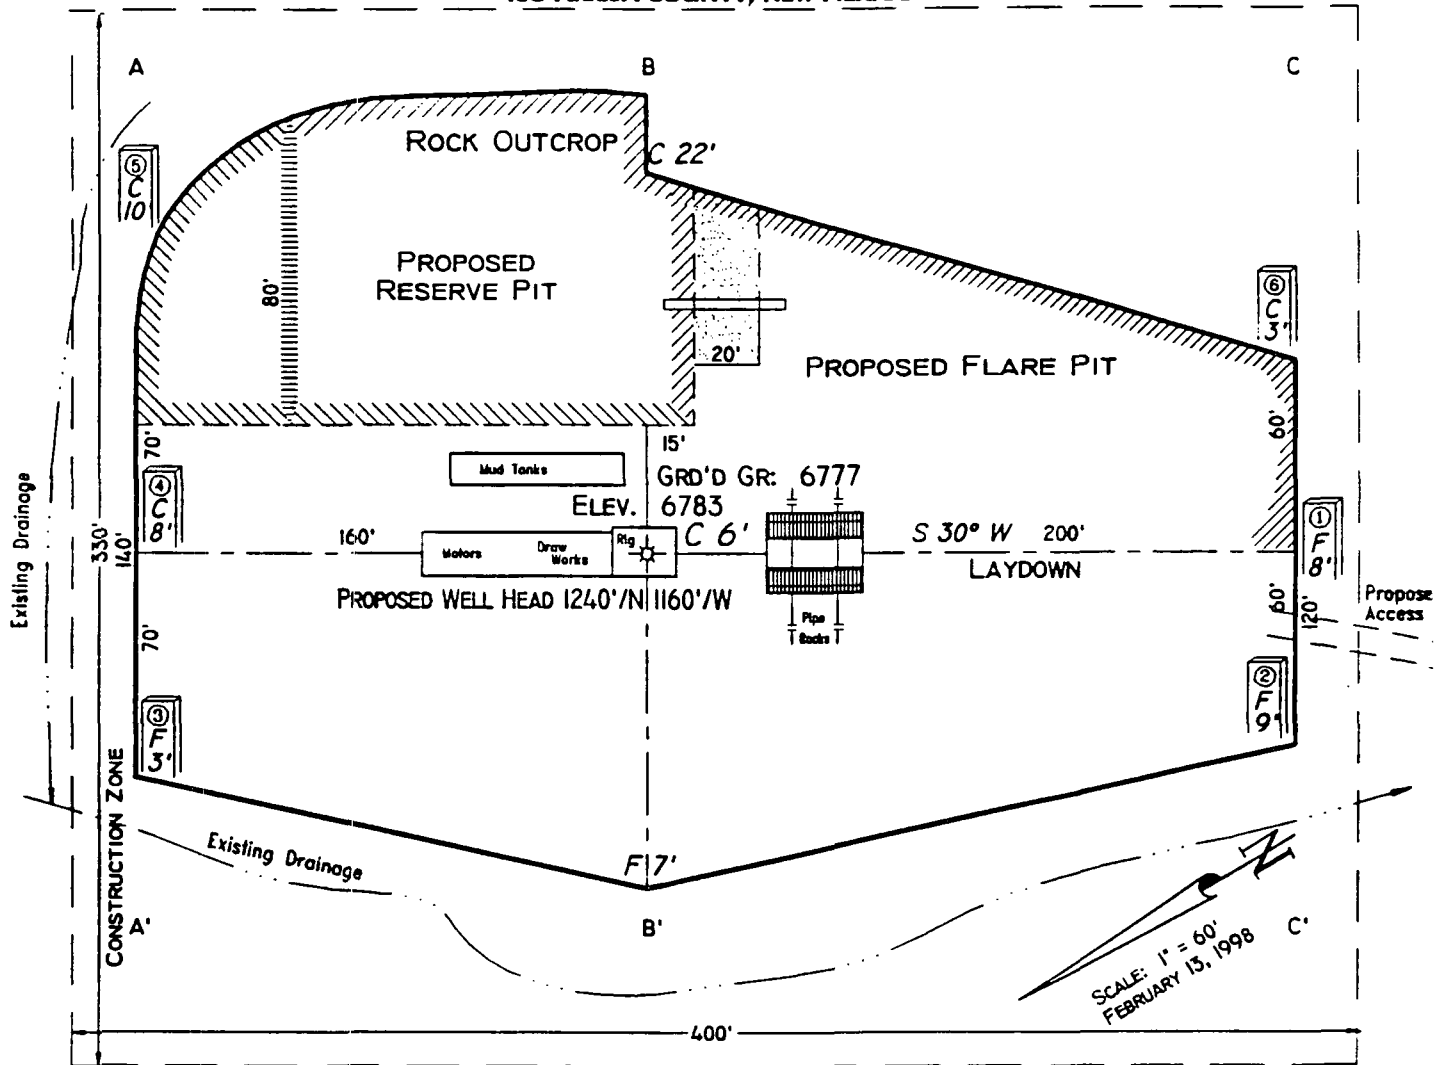 A
B
C
ROCK OUTCROP
C 22'
⑤
C
10'
PROPOSED
RESERVE PIT
80'
⑥
C
3'
20'
PROPOSED FLARE PIT
60'
70'
15'
Mud Tanks
GRD'D GR: 6777
④
C
8'
ELEV. 6783
①
F
8'
Existing Drainage
330'
140'
160'
Motors
Draw
Works
Rig
C 6'
S 30° W 200'
LAYDOWN
PROPOSED WELL HEAD 1240'/N 1160'/W
60'
120'
Propose
Access
Pipe
Racks
70'
②
F
9'
③
F
3'
CONSTRUCTION ZONE
Existing Drainage
F 7'
N
A'
B'
C'
SCALE: 1" = 60'
FEBRUARY 13, 1998
400'